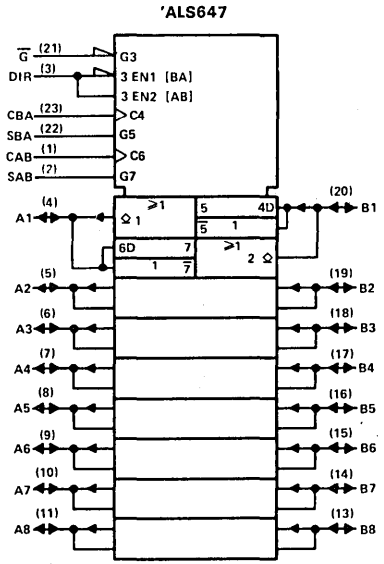 'ALS647
G̅ (21) G3
DIR (3) 3 EN1 [BA]
3 EN2 [AB]
CBA (23) C4
SBA (22) G5
CAB (1) C6
SAB (2) G7
A1 (4) ≥1 5 4D (20) B1
1 5̅ 1
6D 7 ≥1
1 7̅ 2
A2 (5) (19) B2
A3 (6) (18) B3
A4 (7) (17) B4
A5 (8) (16) B5
A6 (9) (15) B6
A7 (10) (14) B7
A8 (11) (13) B8